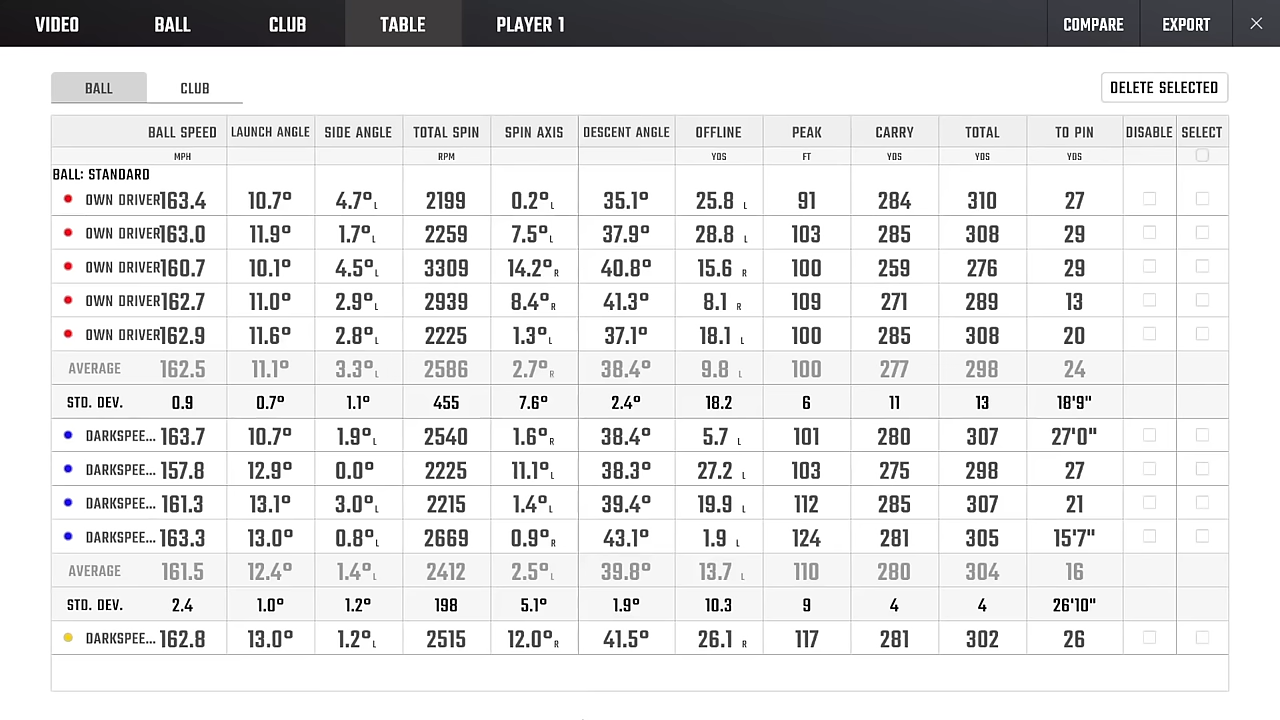 VIDEO BALL CLUB TABLE PLAYER 1 COMPARE EXPORT ×
BALL CLUB DELETE SELECTED
BALL SPEED LAUNCH ANGLE SIDE ANGLE TOTAL SPIN SPIN AXIS DESCENT ANGLE OFFLINE PEAK CARRY TOTAL TO PIN DISABLE SELECT
MPH RPM YDS FT YDS YDS YDS
BALL: STANDARD
OWN DRIVER 163.4 10.7° 4.7° L 2199 0.2° L 35.1° 25.8 L 91 284 310 27
OWN DRIVER 163.0 11.9° 1.7° L 2259 7.5° L 37.9° 28.8 L 103 285 308 29
OWN DRIVER 160.7 10.1° 4.5° L 3309 14.2° R 40.8° 15.6 R 100 259 276 29
OWN DRIVER 162.7 11.0° 2.9° L 2939 8.4° R 41.3° 8.1 R 109 271 289 13
OWN DRIVER 162.9 11.6° 2.8° L 2225 1.3° L 37.1° 18.1 L 100 285 308 20
AVERAGE 162.5 11.1° 3.3° L 2586 2.7° R 38.4° 9.8 L 100 277 298 24
STD. DEV. 0.9 0.7° 1.1° 455 7.6° 2.4° 18.2 6 11 13 18'9"
DARKSPEE... 163.7 10.7° 1.9° L 2540 1.6° R 38.4° 5.7 L 101 280 307 27'0"
DARKSPEE... 157.8 12.9° 0.0° 2225 11.1° L 38.3° 27.2 L 103 275 298 27
DARKSPEE... 161.3 13.1° 3.0° L 2215 1.4° L 39.4° 19.9 L 112 285 307 21
DARKSPEE... 163.3 13.0° 0.8° L 2669 0.9° R 43.1° 1.9 L 124 281 305 15'7"
AVERAGE 161.5 12.4° 1.4° L 2412 2.5° L 39.8° 13.7 L 110 280 304 16
STD. DEV. 2.4 1.0° 1.2° 198 5.1° 1.9° 10.3 9 4 4 26'10"
DARKSPEE... 162.8 13.0° 1.2° L 2515 12.0° R 41.5° 26.1 R 117 281 302 26